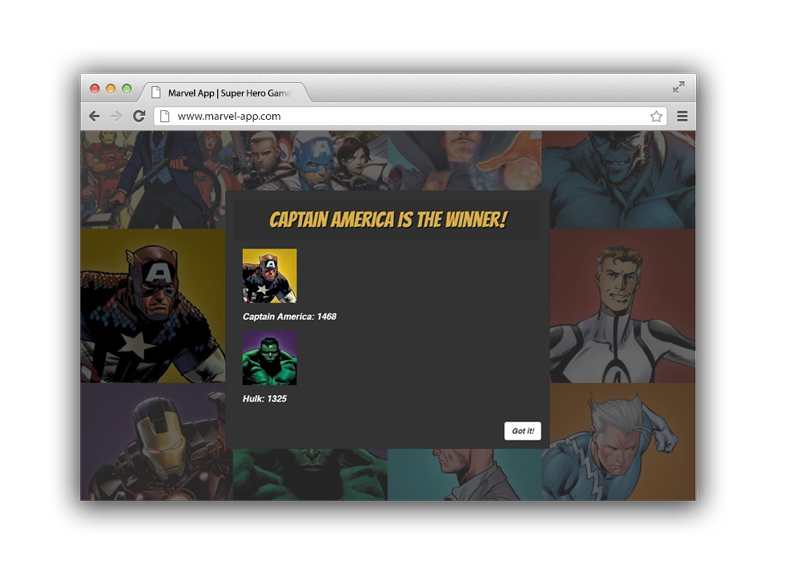 Marvel App | Super Hero Game
www.marvel-app.com
CAPTAIN AMERICA IS THE WINNER!
Captain America: 1468
Hulk: 1325
Got it!